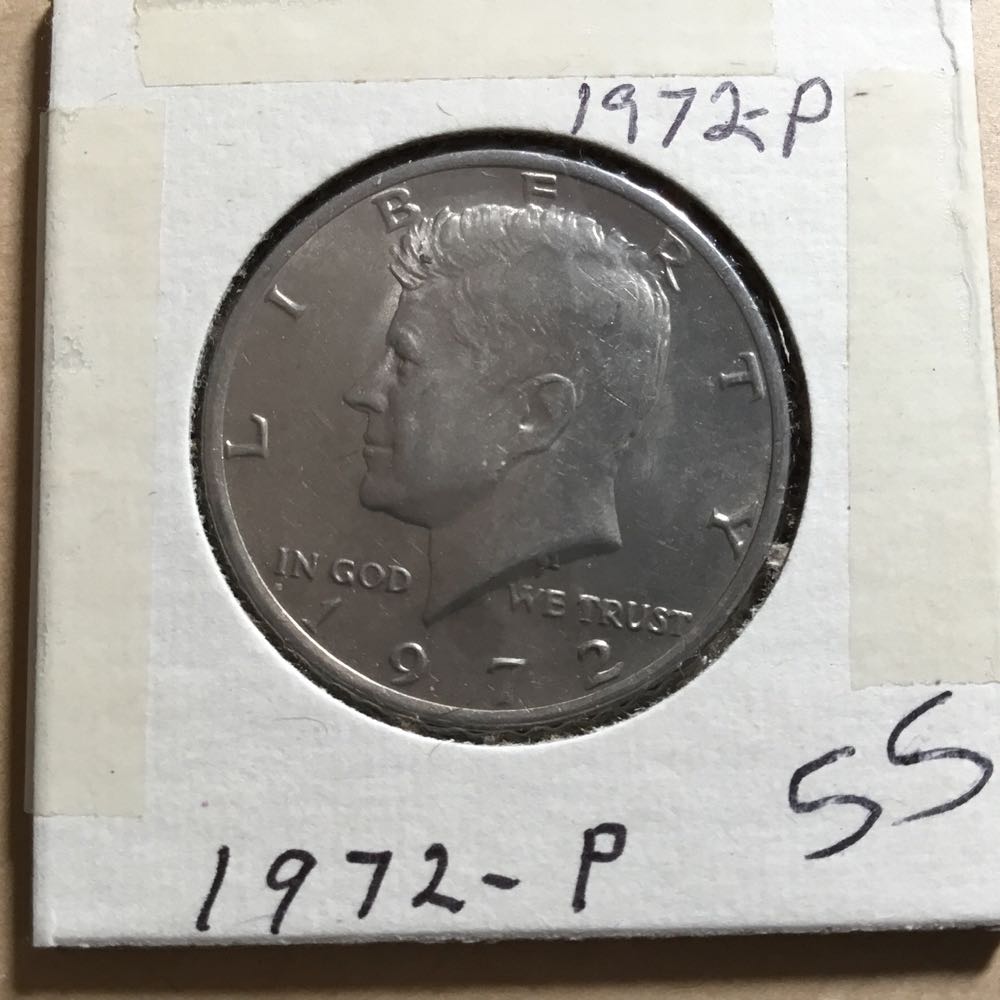 1972-P
LIBERTY
IN GOD WE TRUST
1972
SS
1972-P